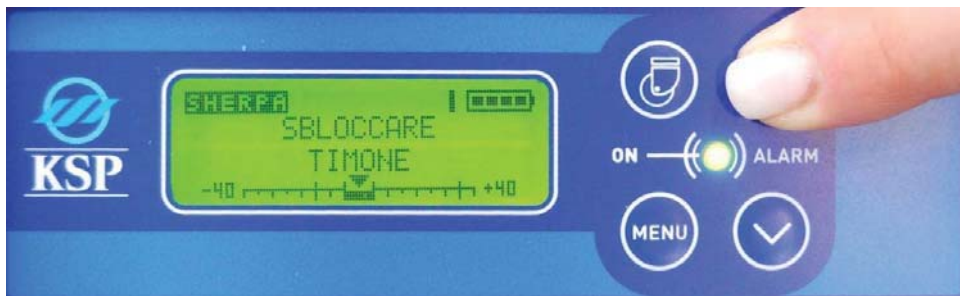 SHERPA
SBLOCCARE
TIMONE
-40 +40
KSP
ON ALARM
MENU